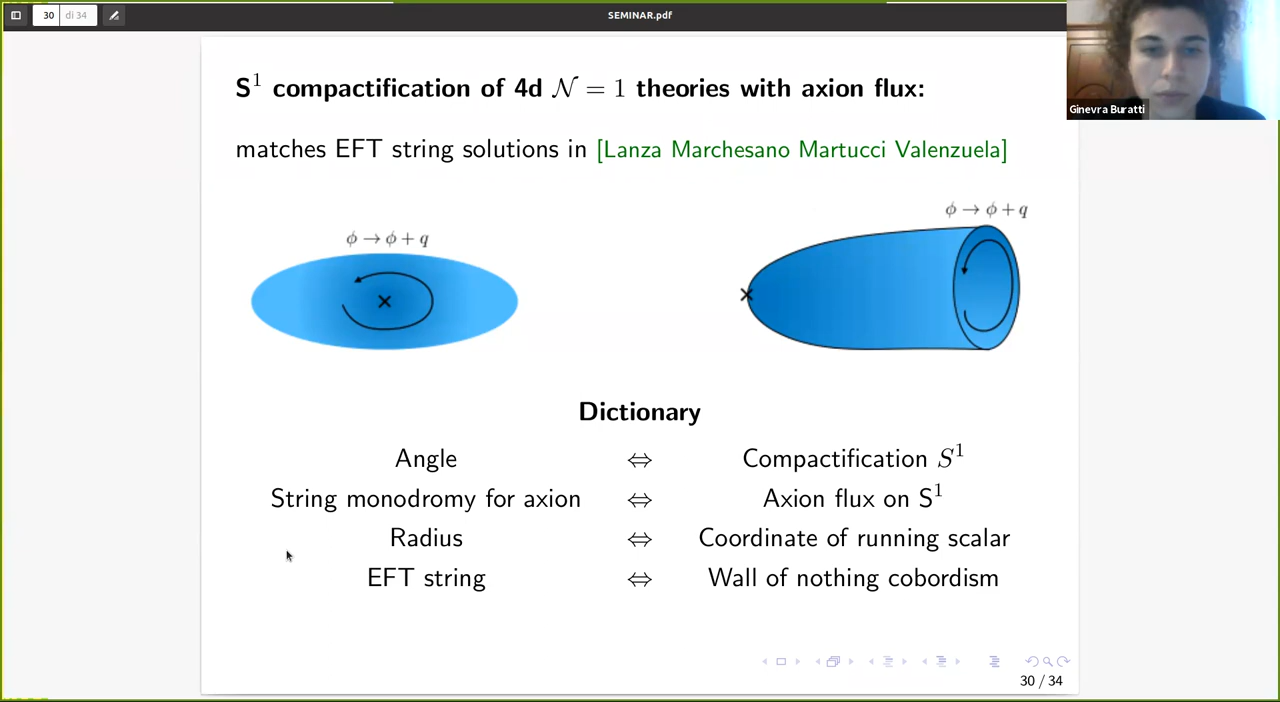 30 di 34
SEMINAR.pdf
Ginevra Buratti
S¹ compactification of 4d 𝒩 = 1 theories with axion flux:
matches EFT string solutions in [Lanza Marchesano Martucci Valenzuela]
ϕ → ϕ + q
ϕ → ϕ + q
Dictionary
Angle ⇔ Compactification S¹
String monodromy for axion ⇔ Axion flux on S¹
Radius ⇔ Coordinate of running scalar
EFT string ⇔ Wall of nothing cobordism
30 / 34